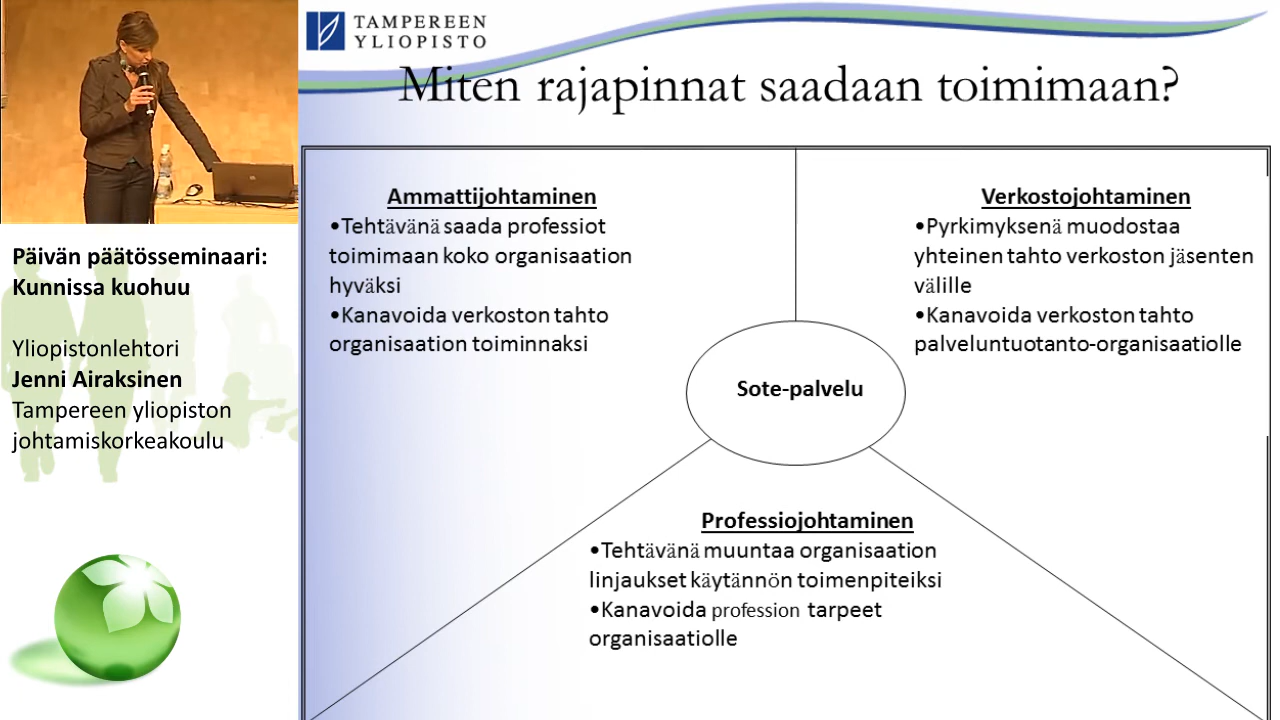 TAMPEREEN
YLIOPISTO
Miten rajapinnat saadaan toimimaan?
Päivän päätösseminaari:
Kunnissa kuohuu
Yliopistonlehtori
Jenni Airaksinen
Tampereen yliopiston
johtamiskorkeakoulu
Ammattijohtaminen
•Tehtävänä saada professiot
toimimaan koko organisaation
hyväksi
•Kanavoida verkoston tahto
organisaation toiminnaksi
Verkostojohtaminen
•Pyrkimyksenä muodostaa
yhteinen tahto verkoston jäsenten
välille
•Kanavoida verkoston tahto
palveluntuotanto-organisaatiolle
Sote-palvelu
Professiojohtaminen
•Tehtävänä muuntaa organisaation
linjaukset käytännön toimenpiteiksi
•Kanavoida profession tarpeet
organisaatiolle